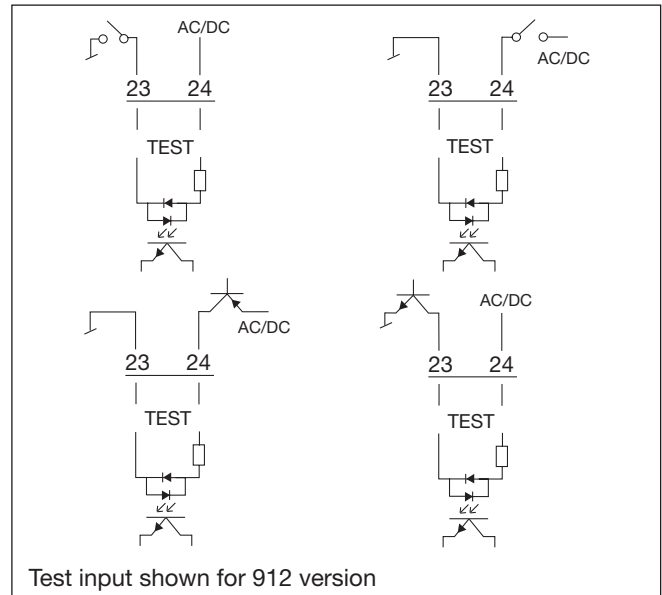 AC/DC
23 24
TEST
AC/DC
23 24
TEST
AC/DC
23 24
TEST
AC/DC
23 24
TEST
Test input shown for 912 version